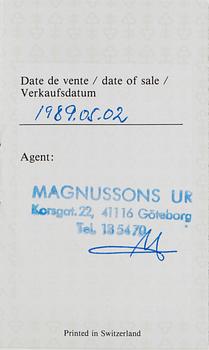 Date de vente / date of sale /
Verkaufsdatum
1989.05.02
Agent:
MAGNUSSONS UR
Korsgat. 22, 41116 Göteborg
Tel. 13 54 70
Printed in Switzerland